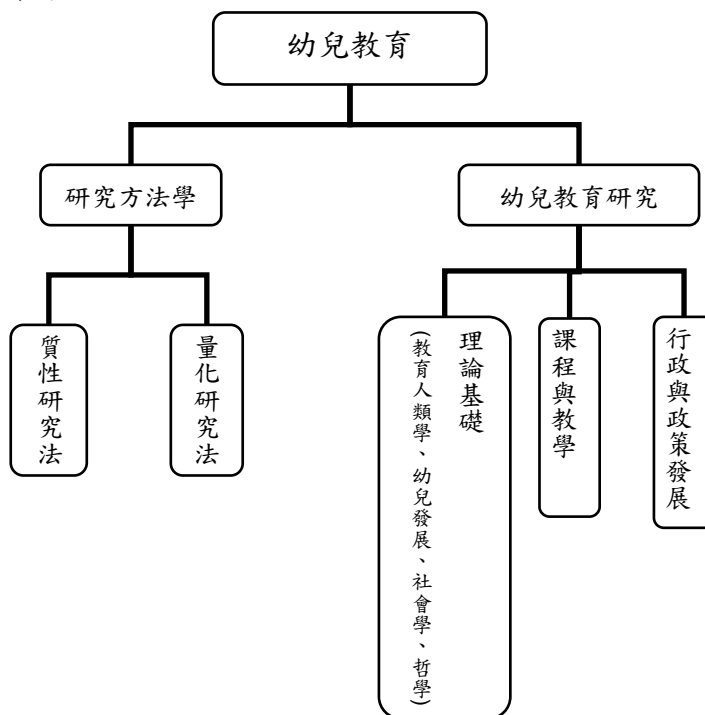 幼兒教育
研究方法學
幼兒教育研究
質性研究法
量化研究法
理論基礎
(教育人類學、幼兒發展、社會學、哲學)
課程與教學
行政與政策發展